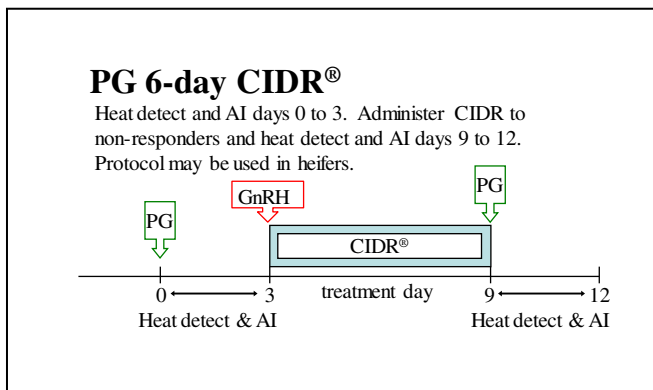 PG 6-day CIDR®
Heat detect and AI days 0 to 3. Administer CIDR to
non-responders and heat detect and AI days 9 to 12.
Protocol may be used in heifers.
PG
GnRH
PG
CIDR®
0
3
treatment day
9
12
Heat detect & AI
Heat detect & AI